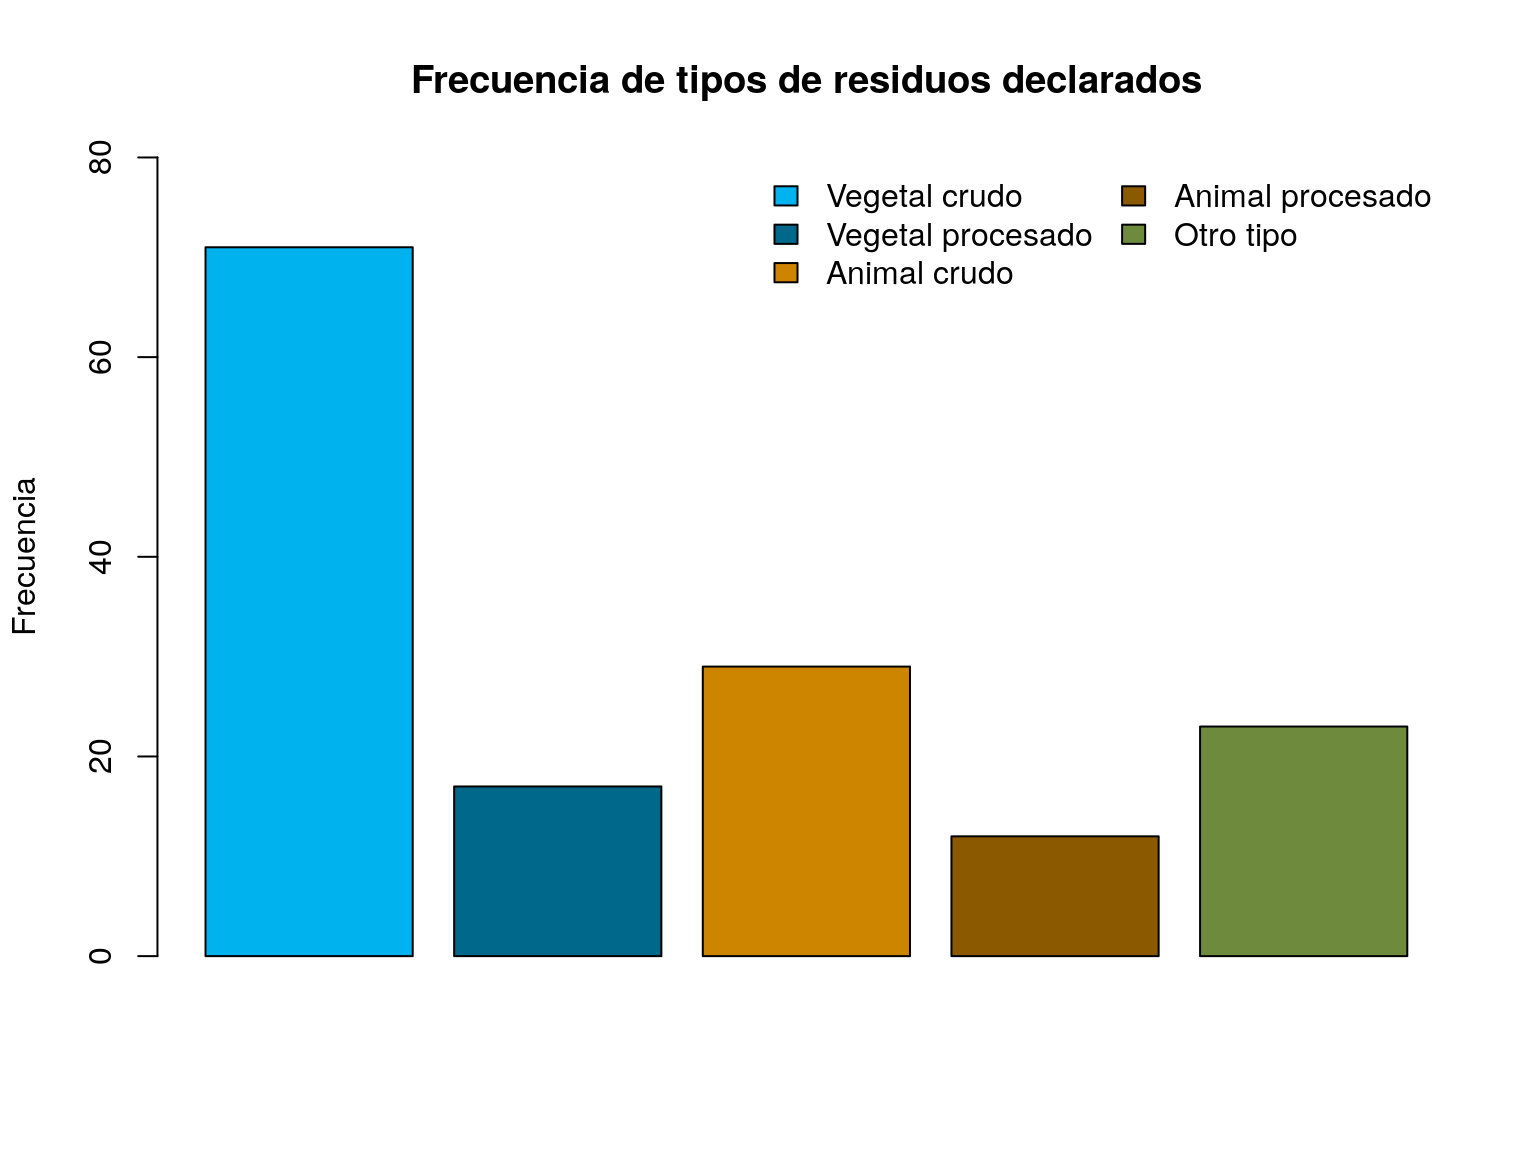 Frecuencia de tipos de residuos declarados
Frecuencia
80
60
40
20
0
Vegetal crudo
Vegetal procesado
Animal crudo
Animal procesado
Otro tipo